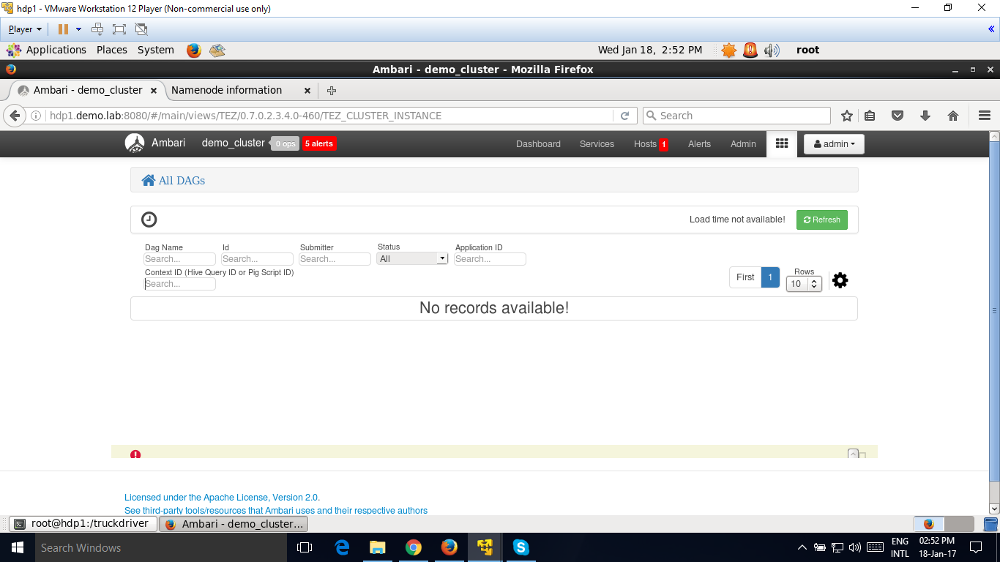 hdp1 - VMware Workstation 12 Player (Non-commercial use only)
Player
Applications Places System Wed Jan 18, 2:52 PM root
Ambari - demo_cluster - Mozilla Firefox
Ambari - demo_cluster Namenode information
hdp1.demo.lab:8080/#/main/views/TEZ/0.7.0.2.3.4.0-460/TEZ_CLUSTER_INSTANCE Search
Ambari demo_cluster 0 ops 5 alerts Dashboard Services Hosts 1 Alerts Admin admin
All DAGs
Load time not available! Refresh
Dag Name Id Submitter Status Application ID
Search... Search... Search... All Search...
Context ID (Hive Query ID or Pig Script ID) Rows
Search... First 1 10
No records available!
Licensed under the Apache License, Version 2.0.
See third-party tools/resources that Ambari uses and their respective authors
root@hdp1:/truckdriver Ambari - demo_cluster...
Search Windows ENG 02:52 PM
INTL 18-Jan-17